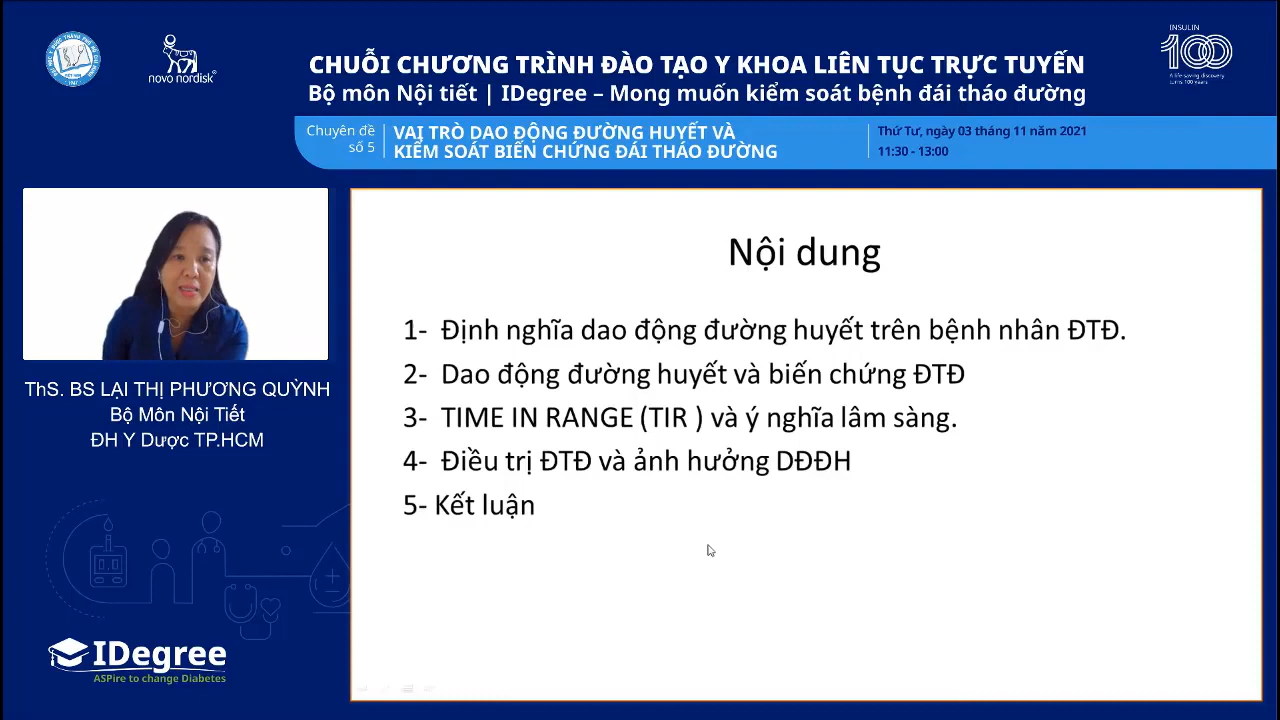 novo nordisk
INSULIN
100
A life-saving discovery
turns 100 years
CHUỖI CHƯƠNG TRÌNH ĐÀO TẠO Y KHOA LIÊN TỤC TRỰC TUYẾN
Bộ môn Nội tiết | IDegree – Mong muốn kiểm soát bệnh đái tháo đường
Chuyên đề
số 5
VAI TRÒ DAO ĐỘNG ĐƯỜNG HUYẾT VÀ
KIỂM SOÁT BIẾN CHỨNG ĐÁI THÁO ĐƯỜNG
Thứ Tư, ngày 03 tháng 11 năm 2021
11:30 - 13:00
ThS. BS LẠI THỊ PHƯƠNG QUỲNH
Bộ Môn Nội Tiết
ĐH Y Dược TP.HCM
Nội dung
1- Định nghĩa dao động đường huyết trên bệnh nhân ĐTĐ.
2- Dao động đường huyết và biến chứng ĐTĐ
3- TIME IN RANGE (TIR ) và ý nghĩa lâm sàng.
4- Điều trị ĐTĐ và ảnh hưởng DĐĐH
5- Kết luận
IDegree
ASPire to change Diabetes